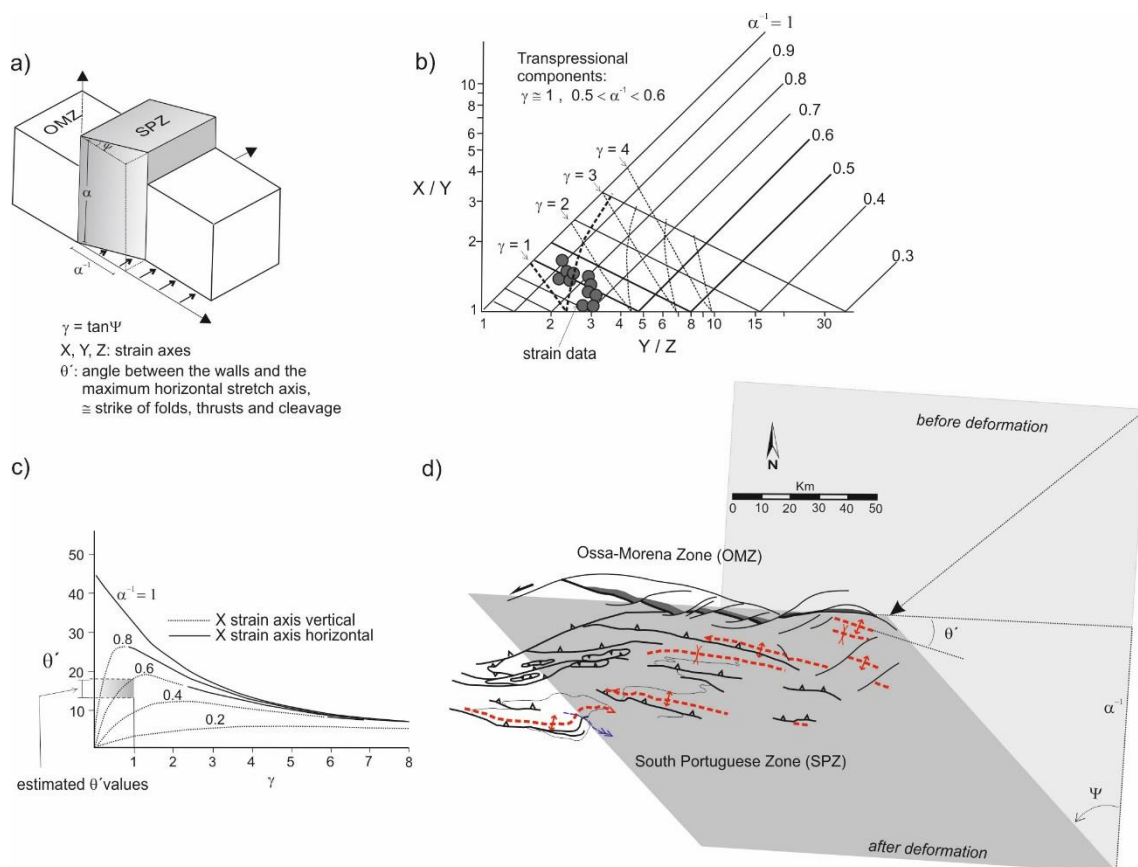 a)
OMZ
SPZ
Ψ
α
α⁻¹
γ = tanΨ
X, Y, Z: strain axes
θ´: angle between the walls and the
maximum horizontal stretch axis,
≅ strike of folds, thrusts and cleavage
b)
Transpressional
components:
γ ≅ 1 , 0.5 < α⁻¹ < 0.6
α⁻¹ = 1
0.9
0.8
0.7
0.6
0.5
0.4
0.3
γ = 4
γ = 3
γ = 2
γ = 1
X / Y
10
8
6
5
4
3
2
1
1
2
3
4
5
6
8
10
15
20
30
Y / Z
strain data
c)
50
40
30
20
10
θ´
α⁻¹ = 1
0.8
0.6
0.4
0.2
X strain axis vertical
X strain axis horizontal
1
2
3
4
5
6
7
8
γ
estimated θ´values
d)
before deformation
N
Km
0
10
20
30
40
50
Ossa-Morena Zone (OMZ)
θ´
α⁻¹
South Portuguese Zone (SPZ)
Ψ
after deformation